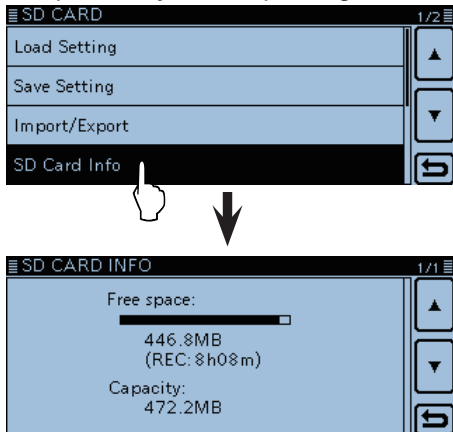 SD CARD 1/2
Load Setting
Save Setting
Import/Export
SD Card Info
SD CARD INFO 1/1
Free space:
446.8MB
(REC: 8h08m)
Capacity:
472.2MB